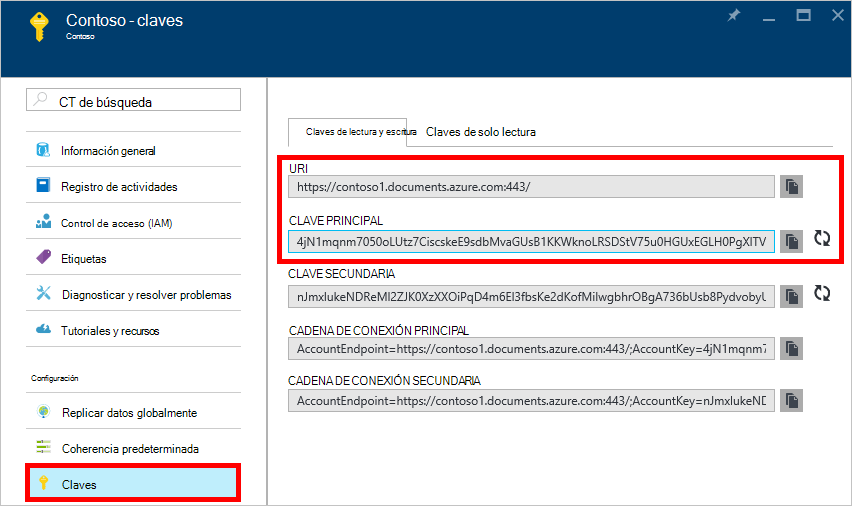 Contoso - claves
Contoso
CT de búsqueda
Información general
Registro de actividades
Control de acceso (IAM)
Etiquetas
Diagnosticar y resolver problemas
Tutoriales y recursos
Configuración
Replicar datos globalmente
Coherencia predeterminada
Claves
Claves de lectura y escritura
Claves de solo lectura
URI
https://contoso1.documents.azure.com:443/
CLAVE PRINCIPAL
4jN1mqnm7050oLUtz7CiscskeE9sdbMvaGUsB1KKWknoLRSDStV75u0HGUxEGLH0PgXlTV
CLAVE SECUNDARIA
nJmxlukeNDReMl2ZJK0XzXXOiPqD4m6El3fbsKe2dKofMilwgbhrOBgA736bUsb8Pydvobyl
CADENA DE CONEXIÓN PRINCIPAL
AccountEndpoint=https://contoso1.documents.azure.com:443/;AccountKey=4jN1mqnm7
CADENA DE CONEXIÓN SECUNDARIA
AccountEndpoint=https://contoso1.documents.azure.com:443/;AccountKey=nJmxlukeND